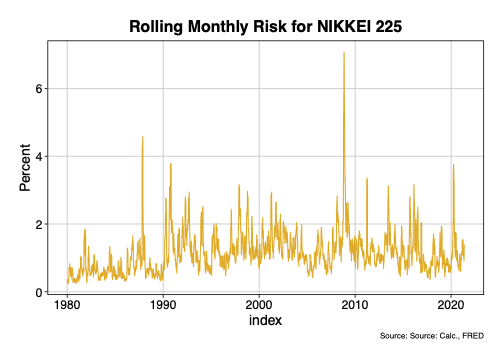 Rolling Monthly Risk for NIKKEI 225
Percent
6
4
2
0
1980 1990 2000 2010 2020
index
Source: Source: Calc., FRED